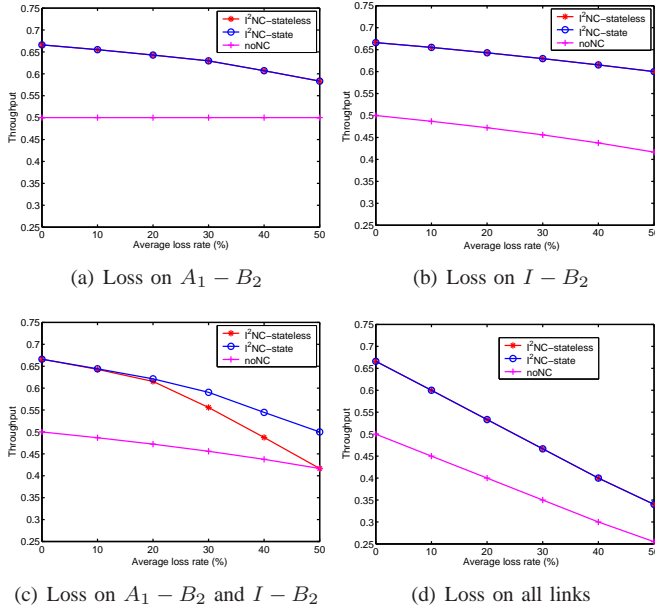 0.75
0.7
0.65
0.6
0.55
0.5
0.45
0.4
0.35
0.3
0.25
Throughput
I²NC−stateless
I²NC−state
noNC
0 10 20 30 40 50
Average loss rate (%)
(a) Loss on A₁ − B₂
0.75
0.7
0.65
0.6
0.55
0.5
0.45
0.4
0.35
0.3
0.25
Throughput
I²NC−stateless
I²NC−state
noNC
0 10 20 30 40 50
Average loss rate (%)
(b) Loss on I − B₂
0.75
0.7
0.65
0.6
0.55
0.5
0.45
0.4
0.35
0.3
0.25
Throughput
I²NC−stateless
I²NC−state
noNC
0 10 20 30 40 50
Average loss rate (%)
(c) Loss on A₁ − B₂ and I − B₂
0.75
0.7
0.65
0.6
0.55
0.5
0.45
0.4
0.35
0.3
0.25
Throughput
I²NC−stateless
I²NC−state
noNC
0 10 20 30 40 50
Average loss rate (%)
(d) Loss on all links